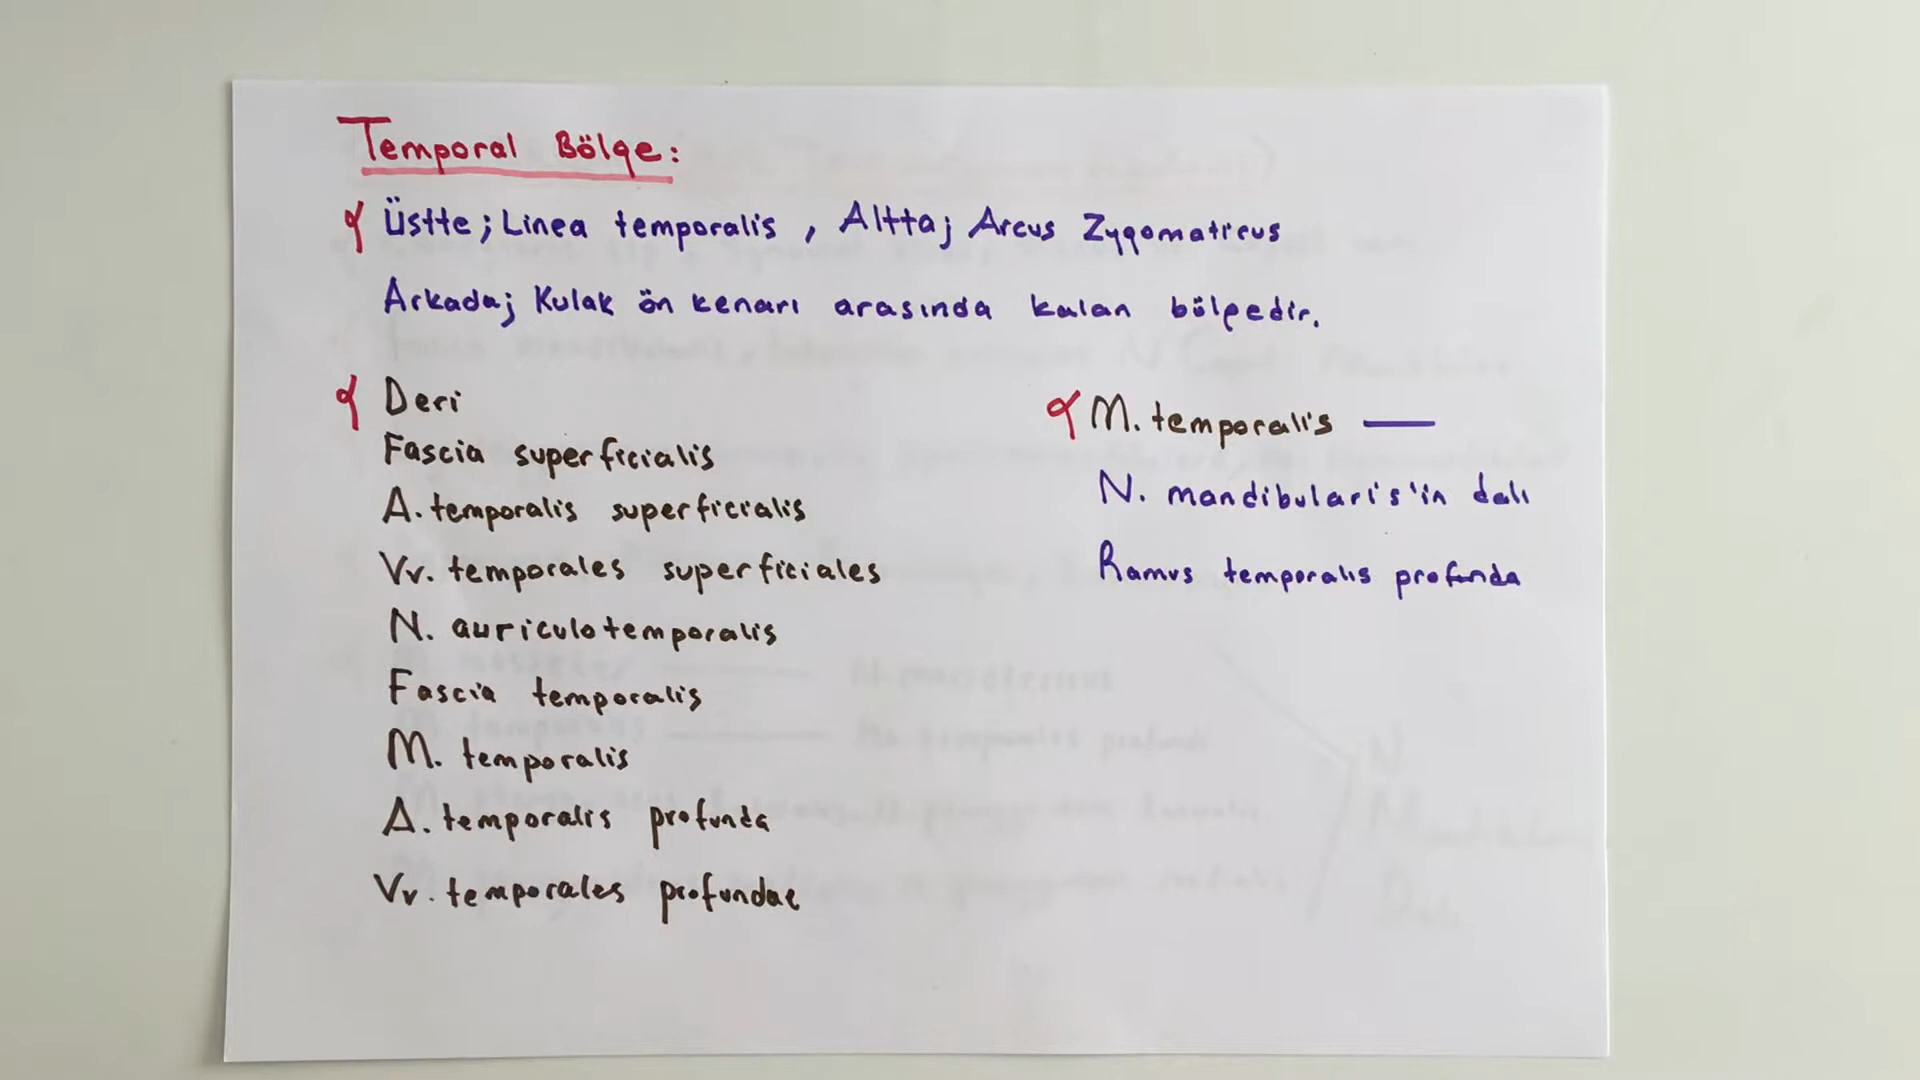 Temporal Bölge:
Üstte; Linea temporalis, Altta; Arcus Zygomaticus
Arkada; Kulak ön kenarı arasında kalan bölgedir.
Deri
Fascia superficialis
A. temporalis superficialis
Vv. temporales superficiales
N. auriculotemporalis
Fascia temporalis
M. temporalis
A. temporalis profunda
Vv. temporales profundae
M. temporalis —
N. mandibularis'in dalı
Ramus temporalis profunda